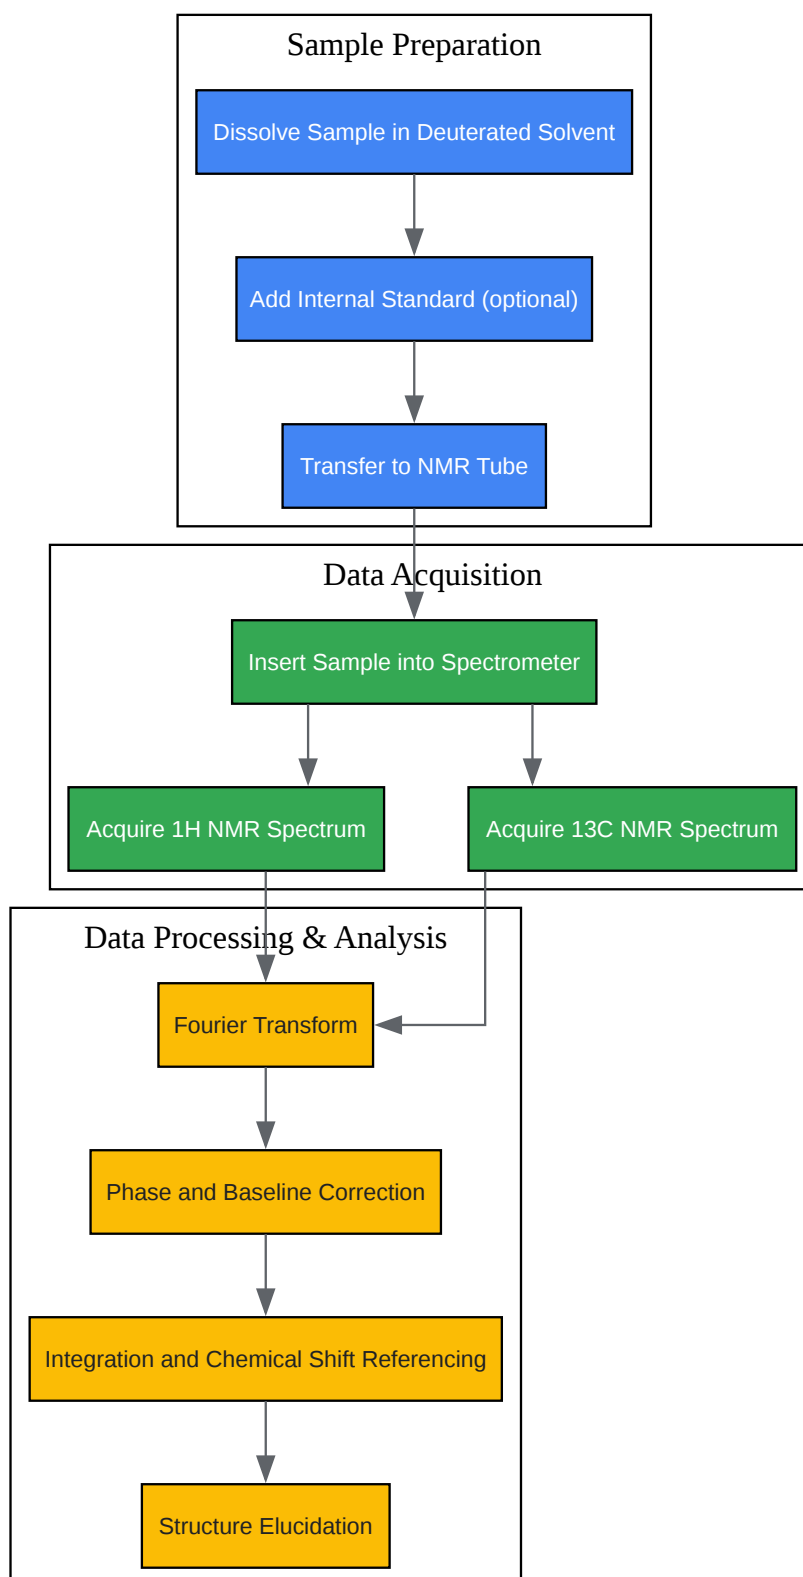 Sample Preparation
Dissolve Sample in Deuterated Solvent
Add Internal Standard (optional)
Transfer to NMR Tube
Data Acquisition
Insert Sample into Spectrometer
Acquire 1H NMR Spectrum
Acquire 13C NMR Spectrum
Data Processing & Analysis
Fourier Transform
Phase and Baseline Correction
Integration and Chemical Shift Referencing
Structure Elucidation